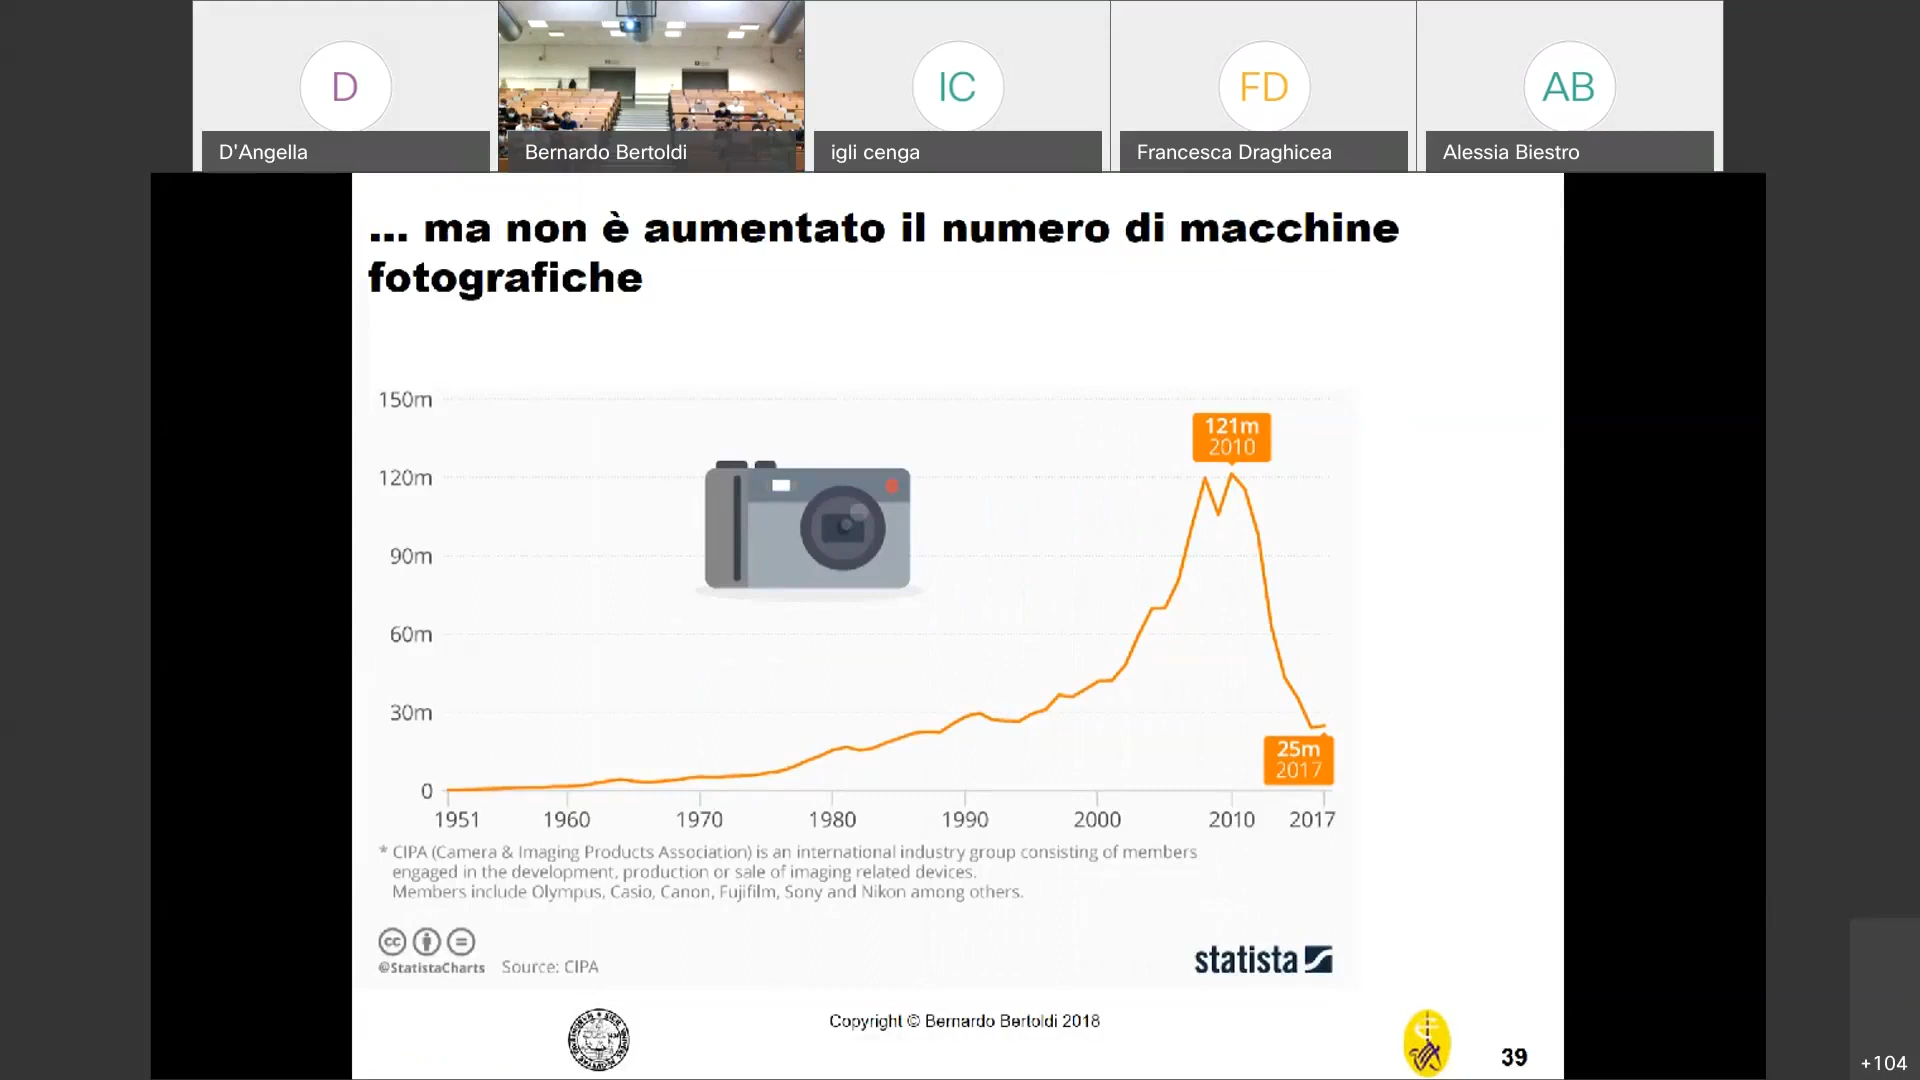 D
IC
FD
AB
D'Angella
Bernardo Bertoldi
igli cenga
Francesca Draghicea
Alessia Biestro
... ma non è aumentato il numero di macchine
fotografiche
150m
120m
90m
60m
30m
0
121m
2010
25m
2017
1951 1960 1970 1980 1990 2000 2010 2017
* CIPA (Camera & Imaging Products Association) is an international industry group consisting of members
engaged in the development, production or sale of imaging related devices.
Members include Olympus, Casio, Canon, Fujifilm, Sony and Nikon among others.
cc
@StatistaCharts Source: CIPA
statista
Copyright © Bernardo Bertoldi 2018
39
+104